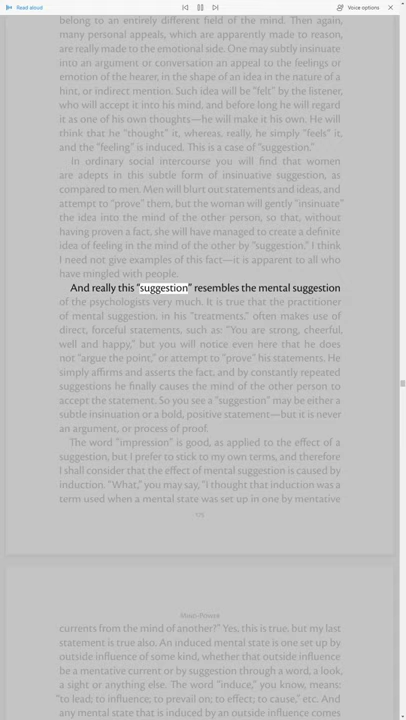 Read aloud
Voice options
belong to an entirely different field of the mind. Then again,
many personal appeals, which are apparently made to reason,
are really made to the emotional side. One may subtly insinuate
into an argument or conversation an appeal to the feelings or
emotion of the hearer, in the shape of an idea in the nature of a
hint, or indirect mention. Such idea will be "felt" by the listener,
who will accept it into his mind, and before long he will regard
it as one of his own thoughts—he will make it his own. He will
think that he "thought" it, whereas, really, he simply "feels" it,
and the "feeling" is induced. This is a case of "suggestion."
In ordinary social intercourse you will find that women
are adepts in this subtle form of insinuative suggestion, as
compared to men. Men will blurt out statements and ideas, and
attempt to "prove" them, but the woman will gently "insinuate"
the idea into the mind of the other person, so that, without
having proven a fact, she will have managed to create a definite
idea of feeling in the mind of the other by "suggestion." I think
I need not give examples of this fact—it is apparent to all who
have mingled with people.
And really this "suggestion" resembles the mental suggestion
of the psychologists very much. It is true that the practitioner
of mental suggestion, in his "treatments," often makes use of
direct, forceful statements, such as: "You are strong, cheerful,
well and happy," but you will notice even here that he does
not "argue the point," or attempt to "prove" his statements. He
simply affirms and asserts the fact, and by constantly repeated
suggestions he finally causes the mind of the other person to
accept the statement. So you see a "suggestion" may be either a
subtle insinuation or a bold, positive statement—but it is never
an argument, or process of proof.
The word "impression" is good, as applied to the effect of a
suggestion, but I prefer to stick to my own terms, and therefore
I shall consider that the effect of mental suggestion is caused by
induction. "What," you may say, "I thought that induction was a
term used when a mental state was set up in one by mentative
Mind‑Power
currents from the mind of another?" Yes, this is true, but my last
statement is true also. An induced mental state is one set up by
outside influence of some kind, whether that outside influence
be a mentative current or by suggestion through a word, a look,
a sight or anything else. The word "induce," you know, means:
"to lead; to influence; to prevail on; to effect; to cause," etc. And
any mental state that is induced by an outside influence comes